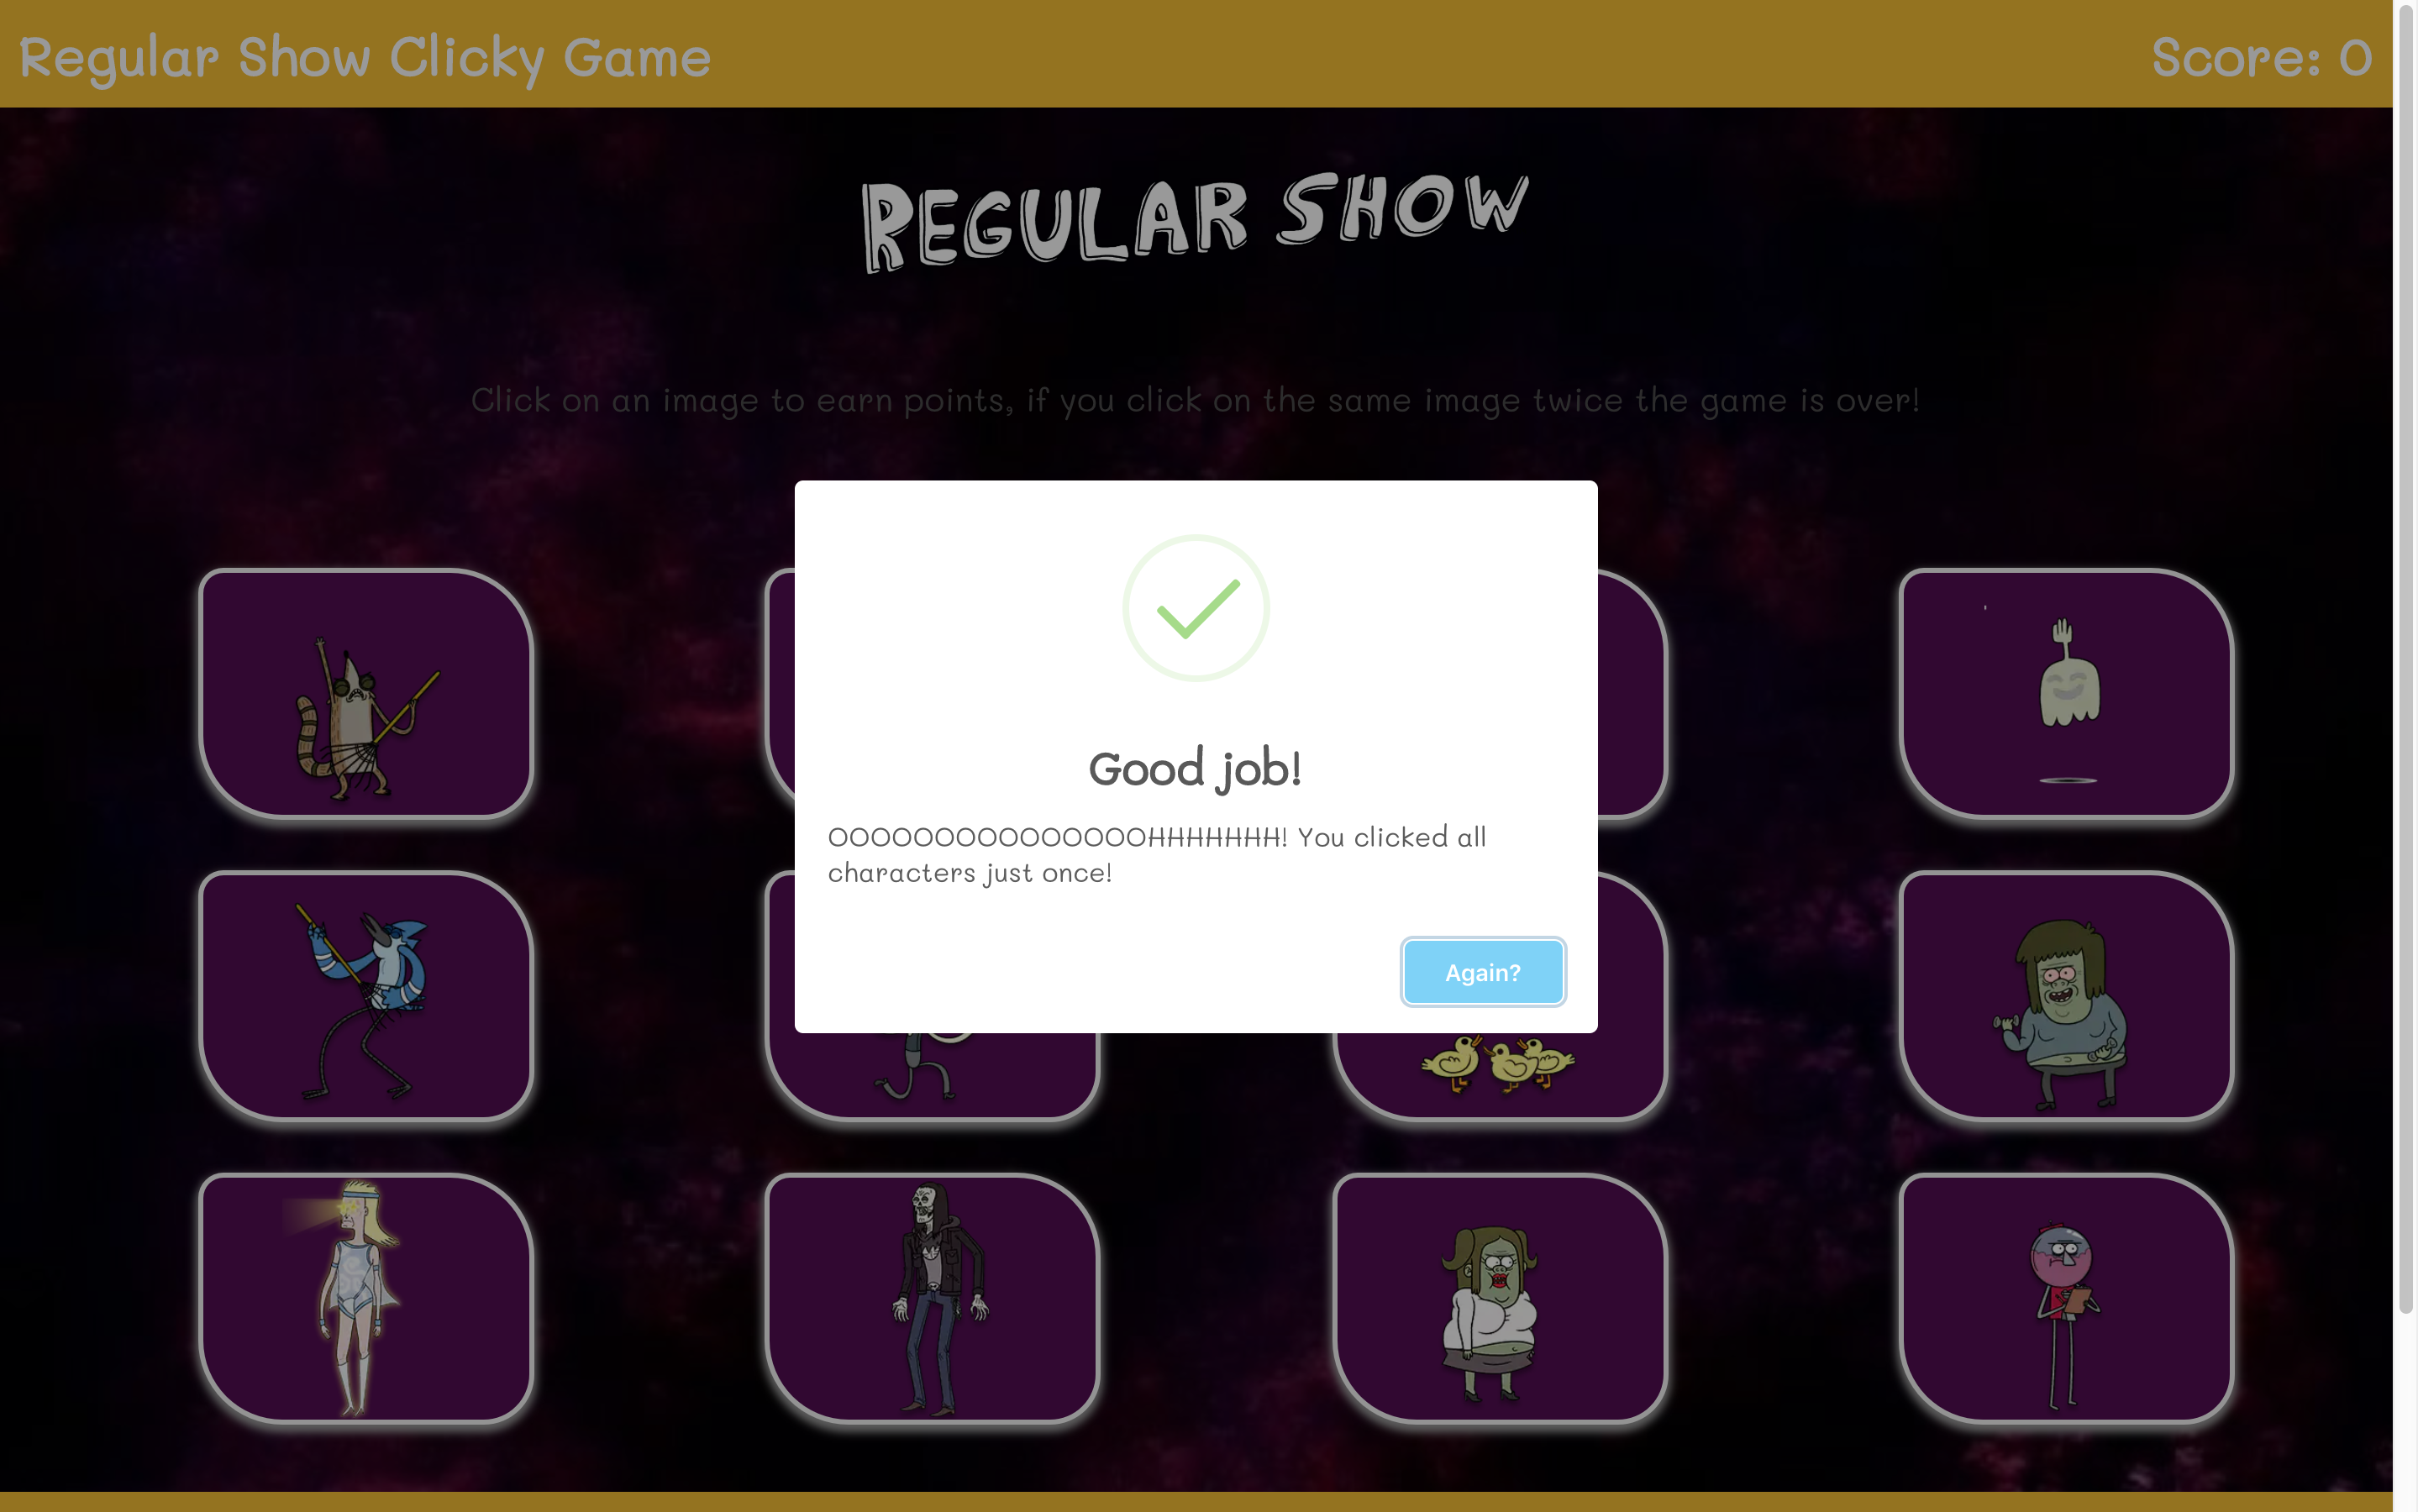 Regular Show Clicky Game
Score: 0
REGULAR SHOW
Click on an image to earn points, if you click on the same image twice the game is over!
Good job!
OOOOOOOOOOOOOOOHHHHHHH! You clicked all
characters just once!
Again?